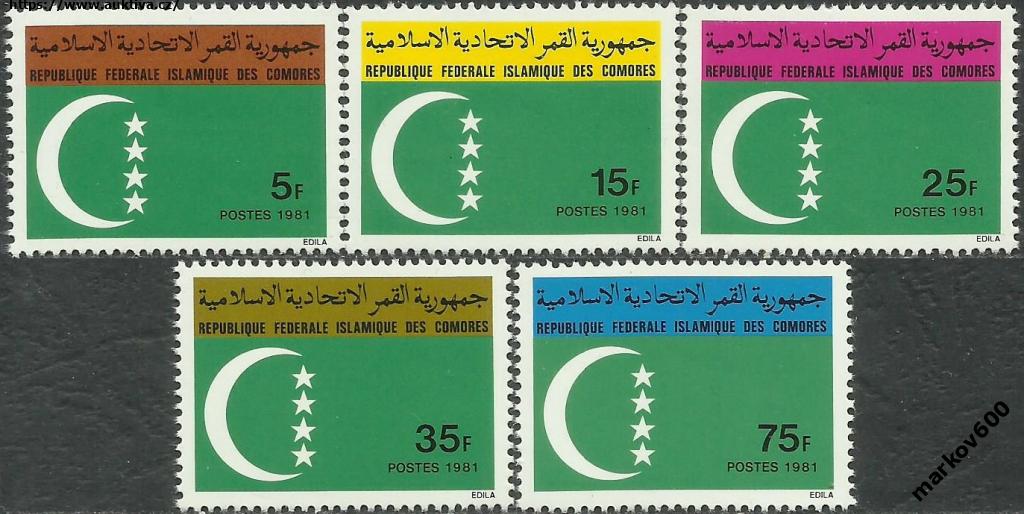 https://www.auktiva.cz/
جمهورية القمر الاتحادية الاسلامية
REPUBLIQUE FEDERALE ISLAMIQUE DES COMORES
5F
POSTES 1981
EDILA
جمهورية القمر الاتحادية الاسلامية
REPUBLIQUE FEDERALE ISLAMIQUE DES COMORES
15F
POSTES 1981
EDILA
جمهورية القمر الاتحادية الاسلامية
REPUBLIQUE FEDERALE ISLAMIQUE DES COMORES
25F
POSTES 1981
EDILA
جمهورية القمر الاتحادية الاسلامية
REPUBLIQUE FEDERALE ISLAMIQUE DES COMORES
35F
POSTES 1981
EDILA
جمهورية القمر الاتحادية الاسلامية
REPUBLIQUE FEDERALE ISLAMIQUE DES COMORES
75F
POSTES 1981
EDILA
markov600